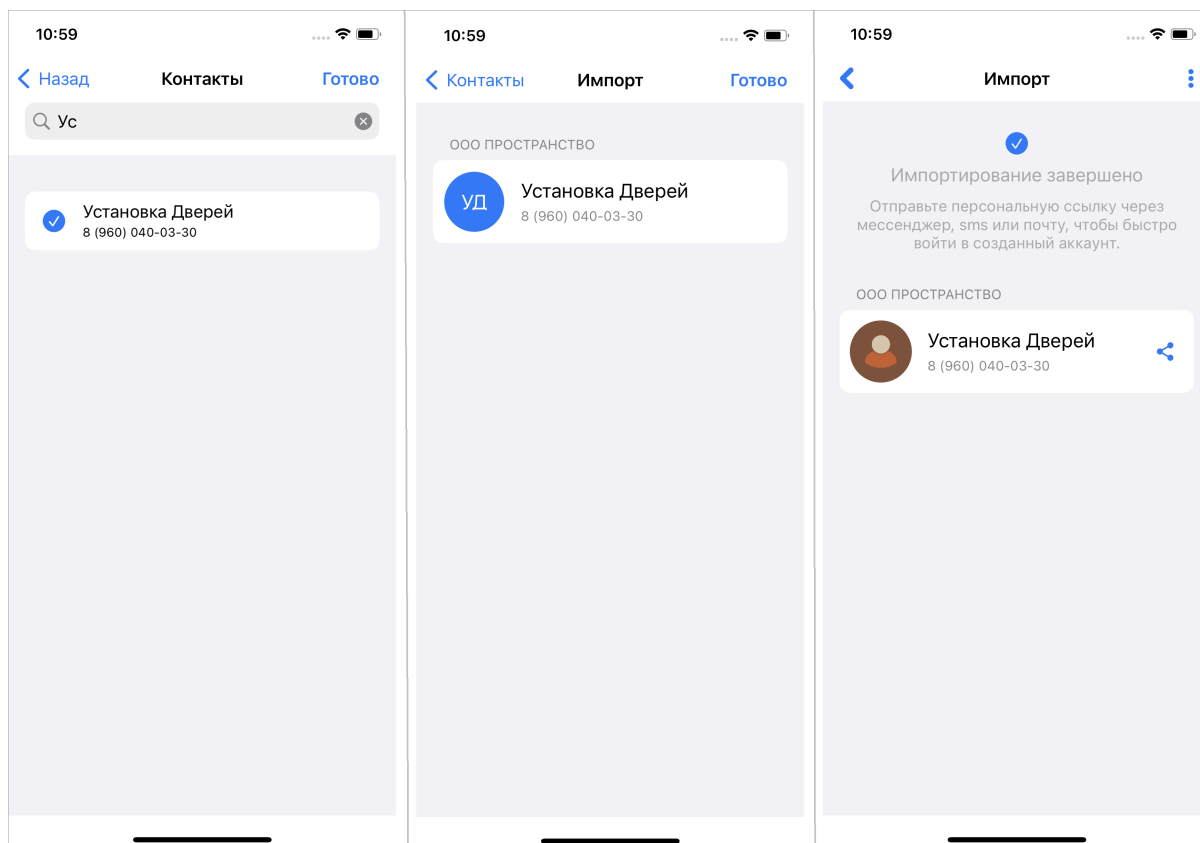 10:59
Назад
Контакты
Готово
Ус
Установка Дверей
8 (960) 040-03-30
10:59
Контакты
Импорт
Готово
ООО ПРОСТРАНСТВО
УД
Установка Дверей
8 (960) 040-03-30
10:59
Импорт
Импортирование завершено
Отправьте персональную ссылку через
мессенджер, sms или почту, чтобы быстро
войти в созданный аккаунт.
ООО ПРОСТРАНСТВО
Установка Дверей
8 (960) 040-03-30